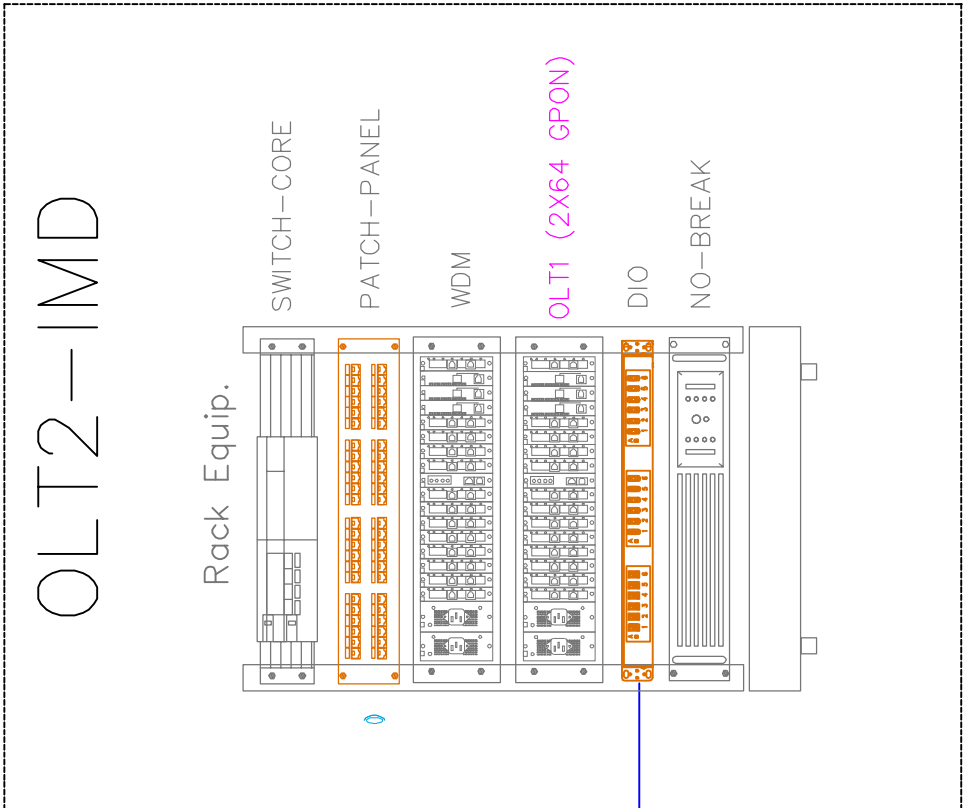 OLT2-IMD
Rack Equip.
SWITCH-CORE
PATCH-PANEL
WDM
OLT1 (2X64 GPON)
DIO
NO-BREAK